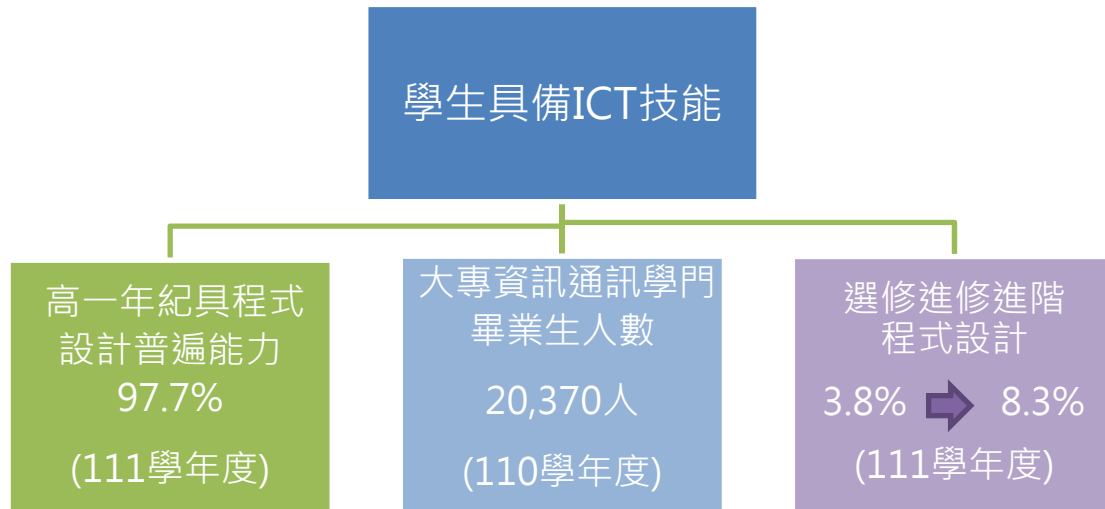 學生具備ICT技能
高一年紀具程式
設計普遍能力
97.7%
(111學年度)
大專資訊通訊學門
畢業生人數
20,370人
(110學年度)
選修進修進階
程式設計
3.8% 8.3%
(111學年度)